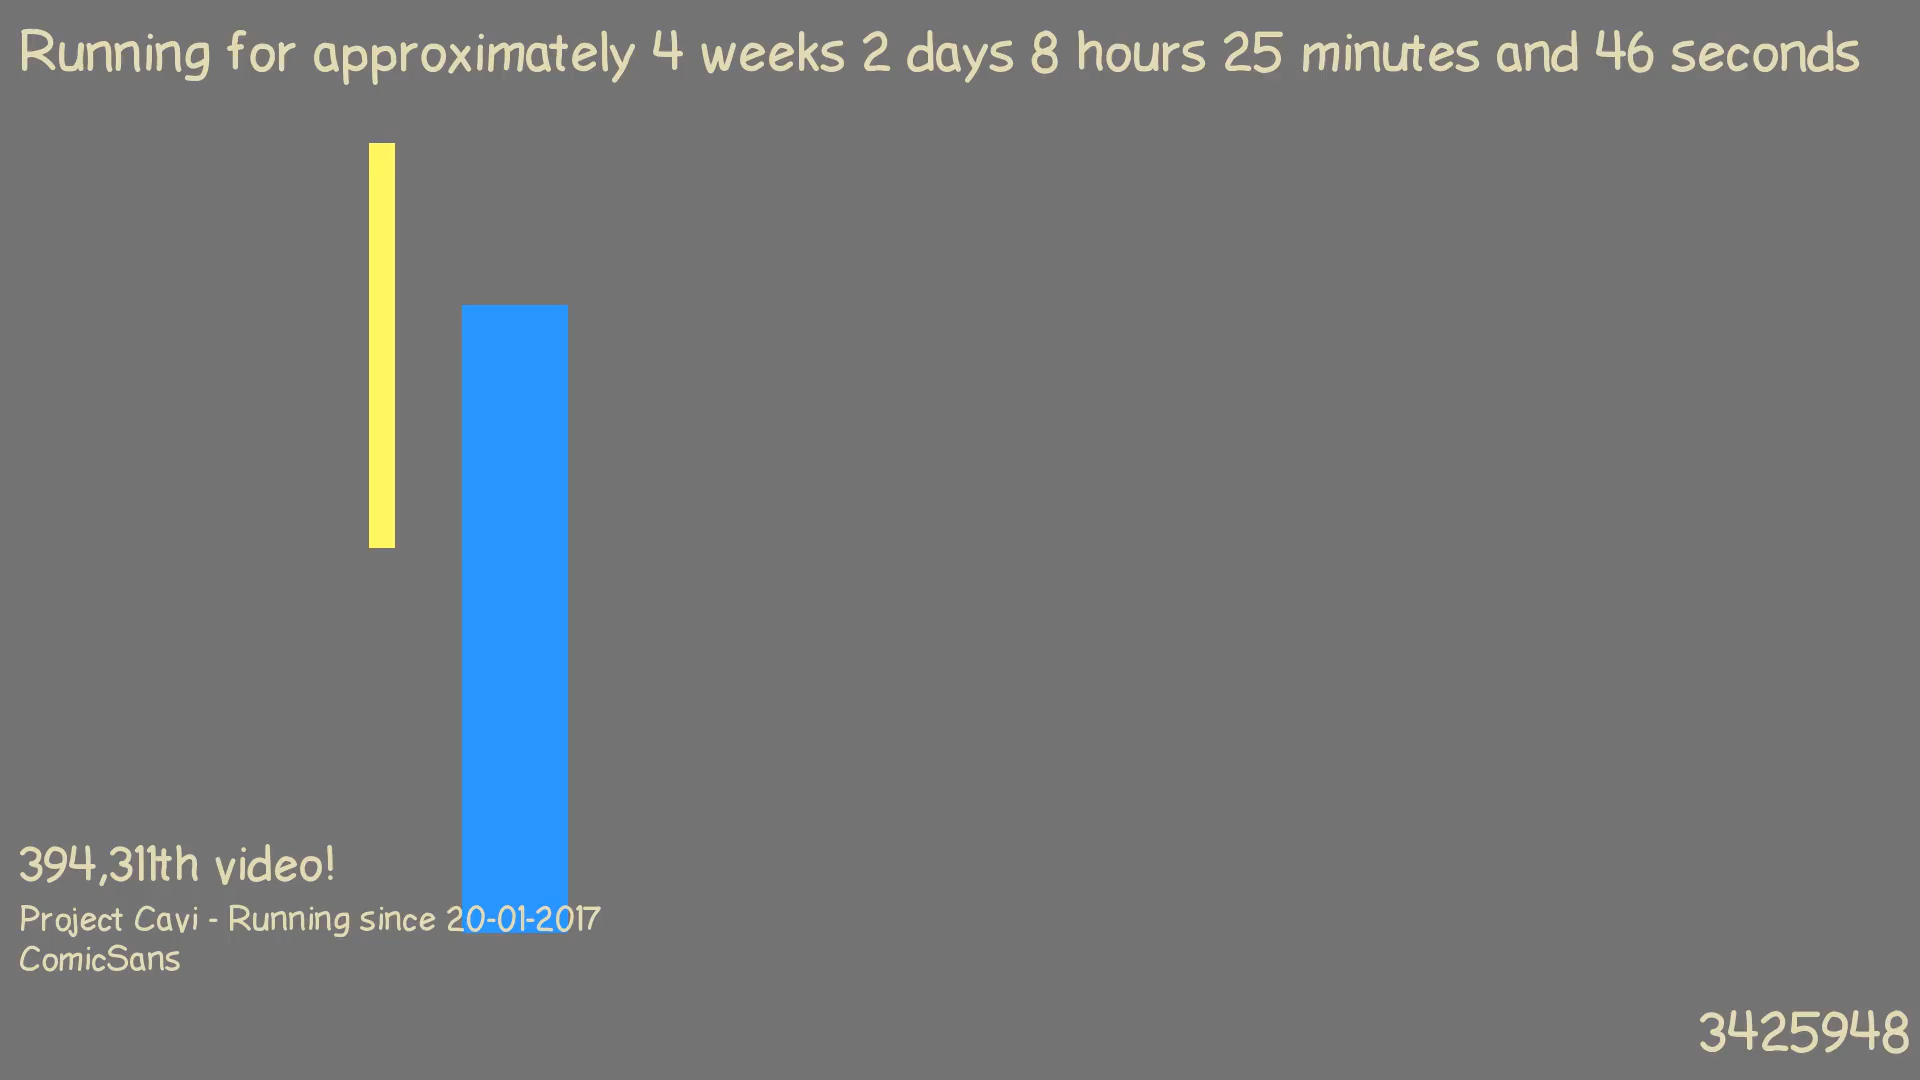 Running for approximately 4 weeks 2 days 8 hours 25 minutes and 46 seconds
394,311th video!
Project Cavi - Running since 20-01-2017
ComicSans
3425948